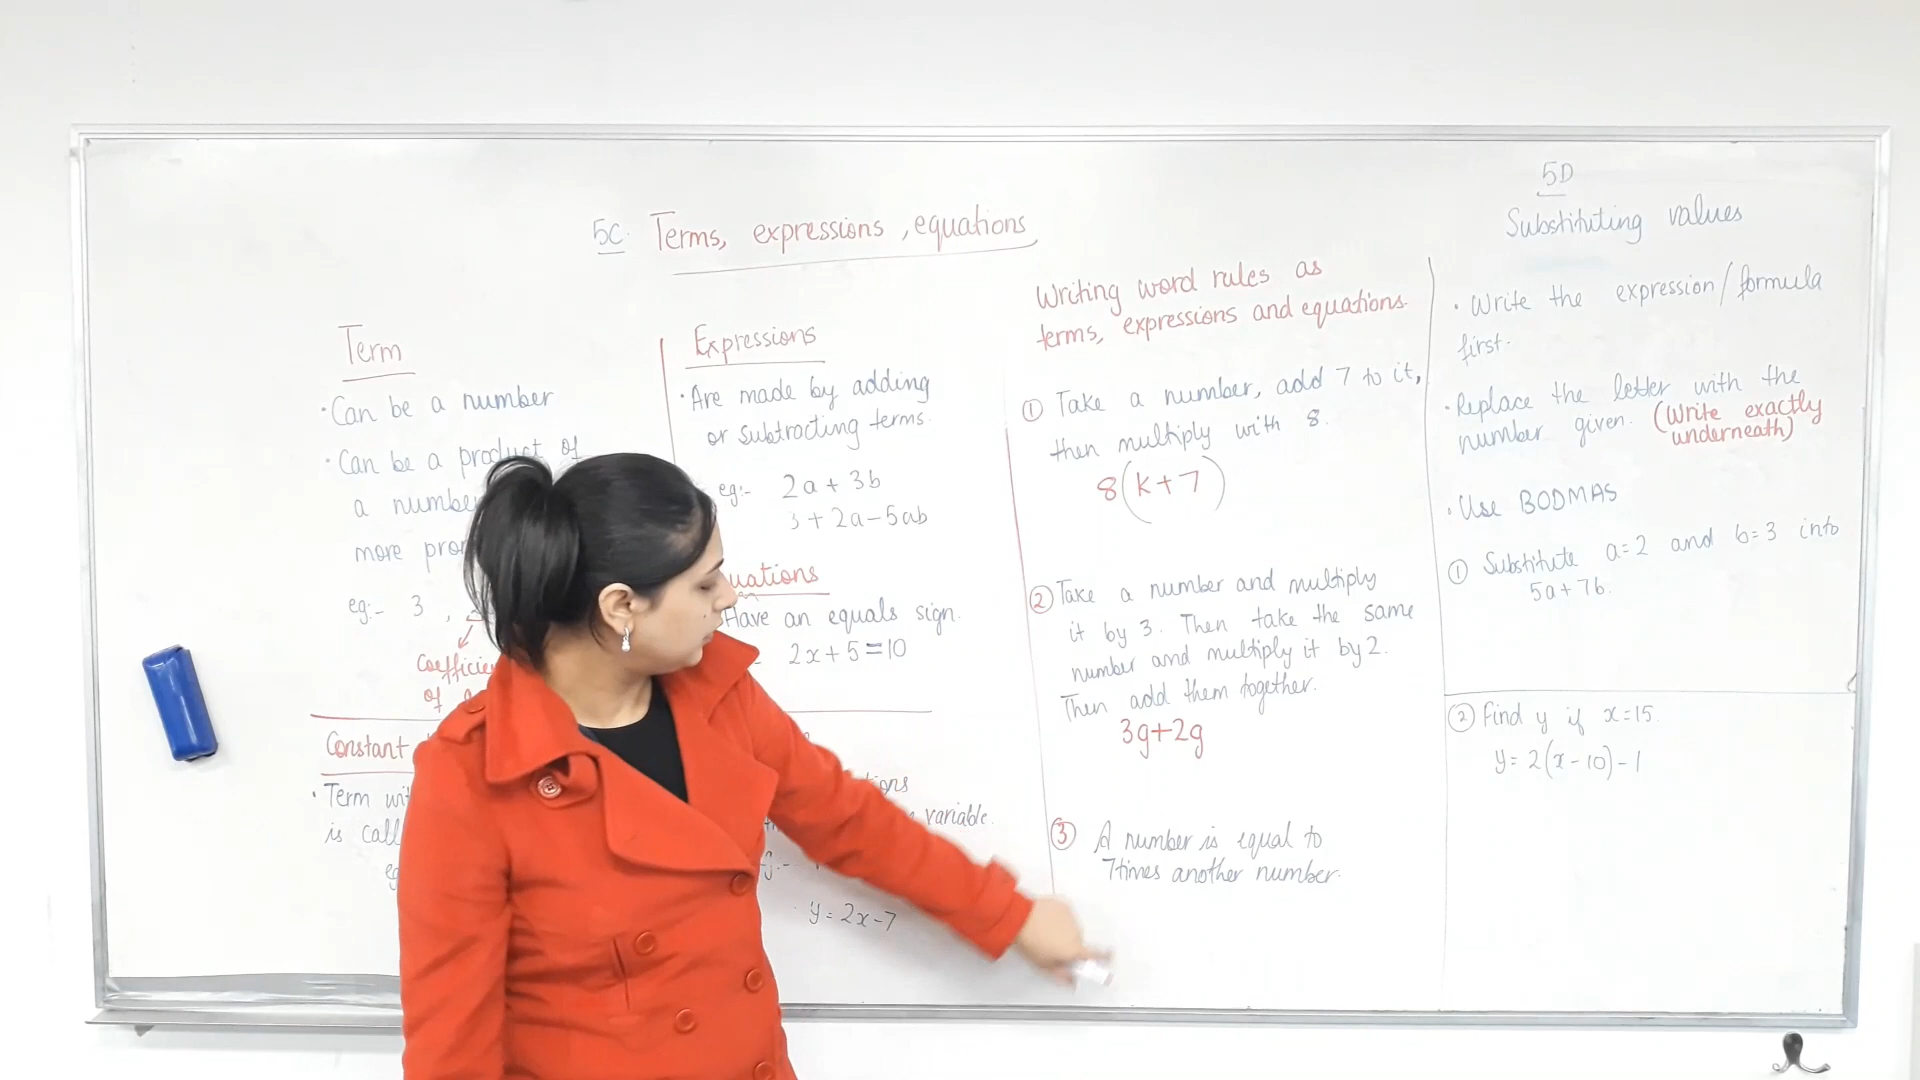 5C. Terms, expressions, equations
Term
· Can be a number
· Can be a product of
a number
more
eg:- 3 ,
of
Constant
· Term
is
Expressions
· Are made by adding
or subtracting terms.
eg:- 2a + 3b
3 + 2a - 5ab
Have an equals sign.
2x + 5 = 10
variable.
y = 2x - 7
Writing word rules as
terms, expressions and equations.
① Take a number, add 7 to it,
then multiply with 8.
8(k + 7)
② Take a number and multiply
it by 3. Then take the same
number and multiply it by 2.
Then add them together.
3g+2g
③ A number is equal to
7 times another number.
5D
Substituting values
· Write the expression/formula
first.
· Replace the letter with the
number given. (Write exactly
underneath)
· Use BODMAS
① Substitute a=2 and b=3 into
5a+7b.
② Find y if x=15.
y= 2(x-10)-1